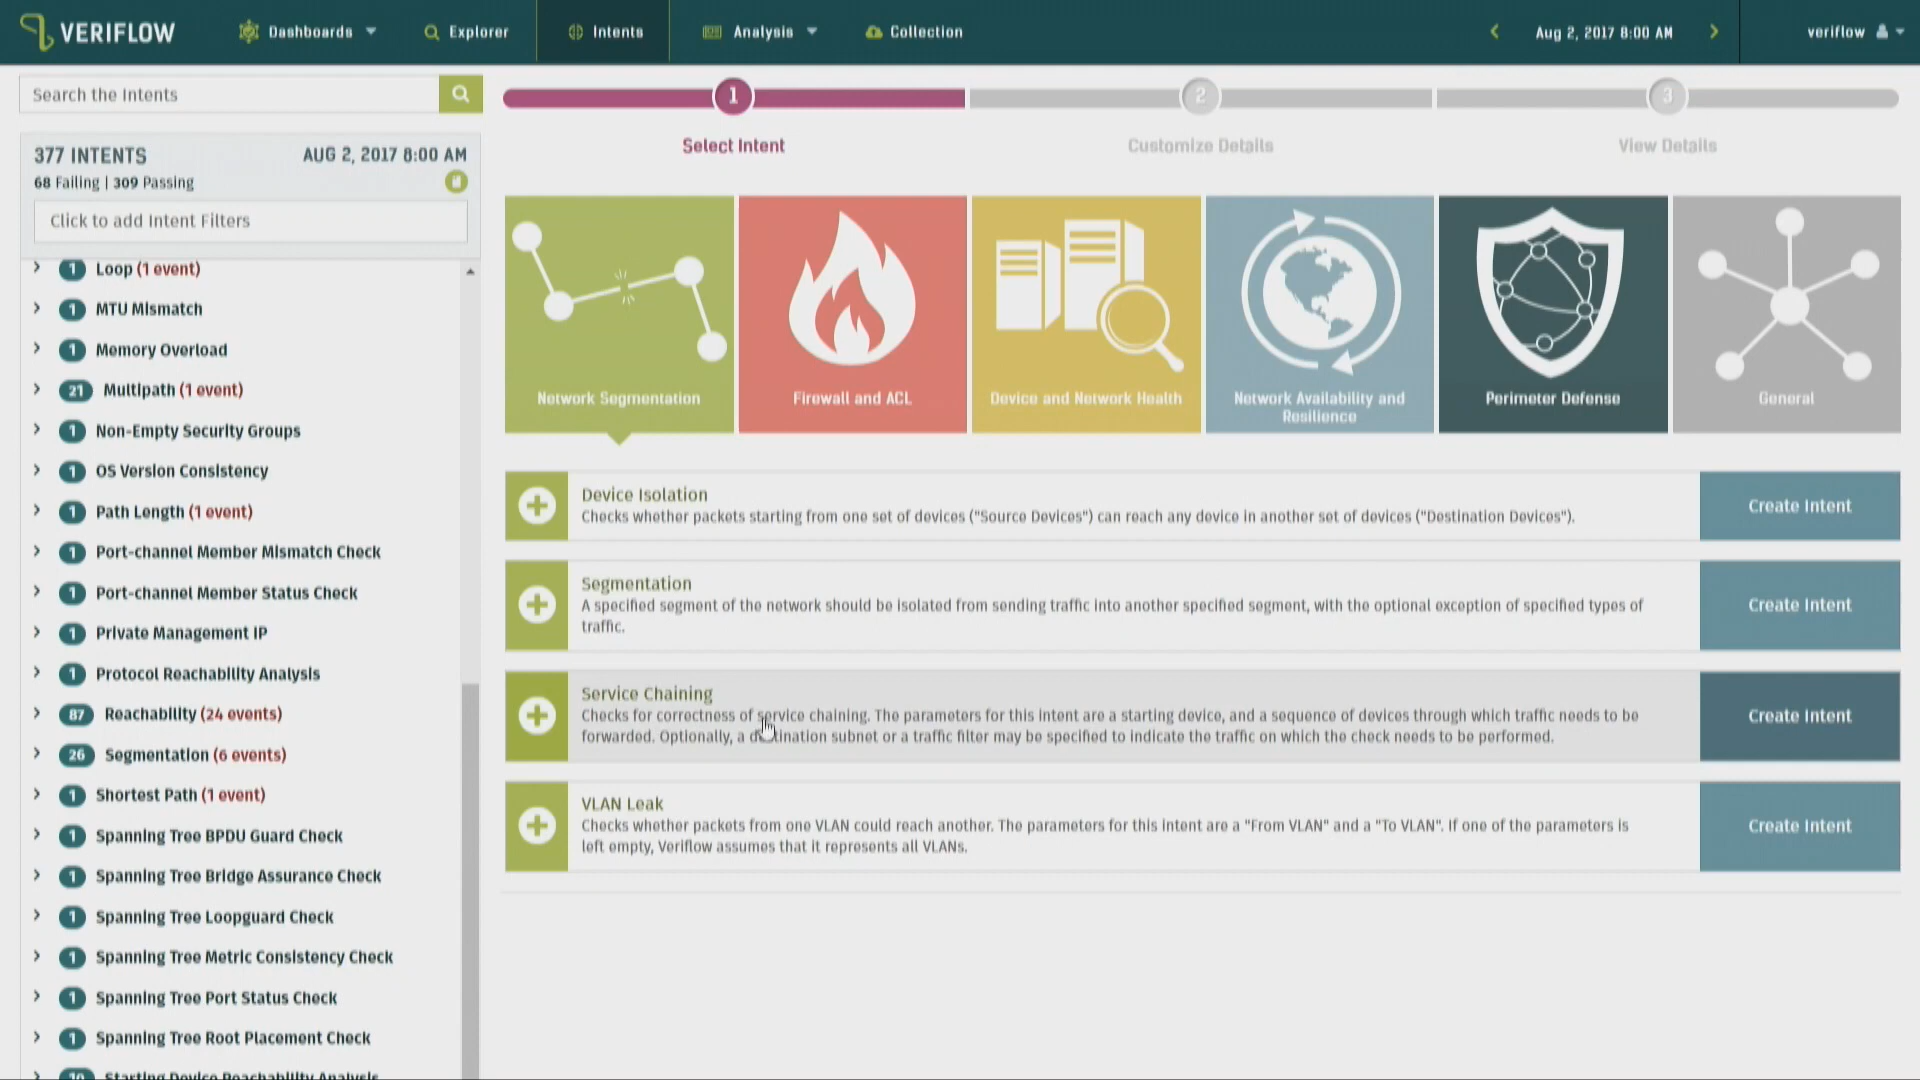 VERIFLOW
Dashboards
Explorer
Intents
Analysis
Collection
Aug 2, 2017 8:00 AM
veriflow
Search the Intents
377 INTENTS
AUG 2, 2017 8:00 AM
68 Failing | 309 Passing
Click to add Intent Filters
1 Loop (1 event)
1 MTU Mismatch
1 Memory Overload
21 Multipath (1 event)
1 Non-Empty Security Groups
1 OS Version Consistency
1 Path Length (1 event)
1 Port-channel Member Mismatch Check
1 Port-channel Member Status Check
1 Private Management IP
1 Protocol Reachability Analysis
87 Reachability (24 events)
26 Segmentation (6 events)
1 Shortest Path (1 event)
1 Spanning Tree BPDU Guard Check
1 Spanning Tree Bridge Assurance Check
1 Spanning Tree Loopguard Check
1 Spanning Tree Metric Consistency Check
1 Spanning Tree Port Status Check
1 Spanning Tree Root Placement Check
10 Starting Device Reachability Analysis
1
Select Intent
2
Customize Details
3
View Details
Network Segmentation
Firewall and ACL
Device and Network Health
Network Availability and
Resilience
Perimeter Defense
General
Device Isolation
Checks whether packets starting from one set of devices ("Source Devices") can reach any device in another set of devices ("Destination Devices").
Create Intent
Segmentation
A specified segment of the network should be isolated from sending traffic into another specified segment, with the optional exception of specified types of
traffic.
Create Intent
Service Chaining
Checks for correctness of service chaining. The parameters for this intent are a starting device, and a sequence of devices through which traffic needs to be
forwarded. Optionally, a destination subnet or a traffic filter may be specified to indicate the traffic on which the check needs to be performed.
Create Intent
VLAN Leak
Checks whether packets from one VLAN could reach another. The parameters for this intent are a "From VLAN" and a "To VLAN". If one of the parameters is
left empty, Veriflow assumes that it represents all VLANs.
Create Intent